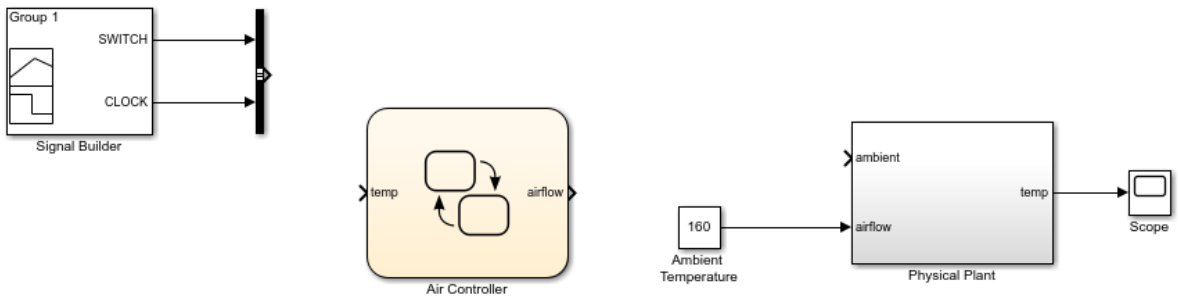 Group 1
SWITCH
CLOCK
Signal Builder
temp
airflow
Air Controller
160
Ambient
Temperature
ambient
airflow
temp
Physical Plant
Scope